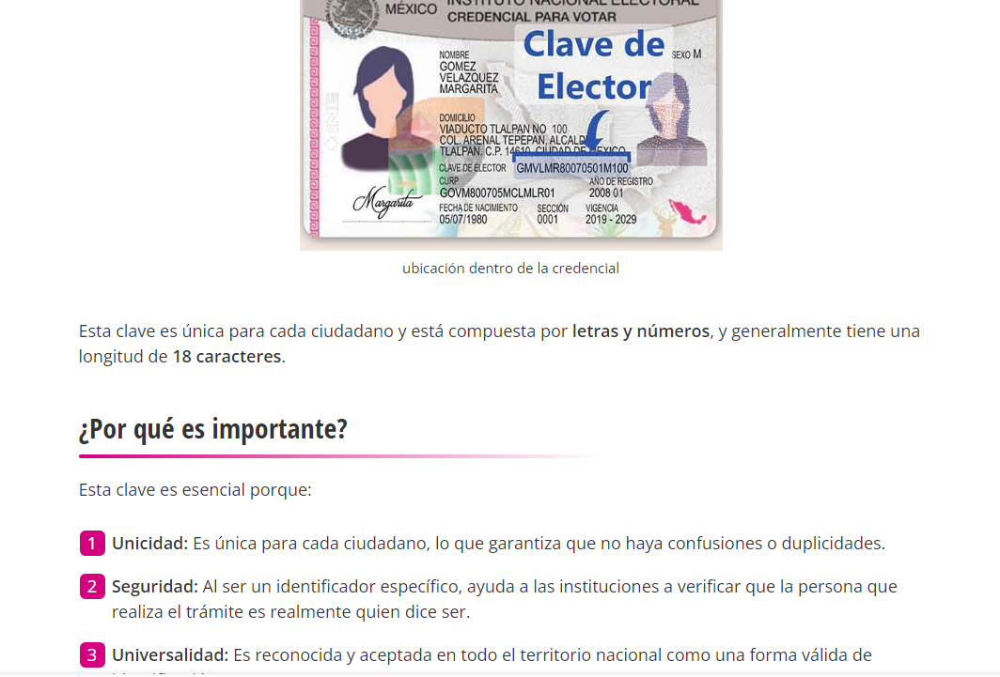 MÉXICO INSTITUTO NACIONAL ELECTORAL
CREDENCIAL PARA VOTAR
Clave de
Elector
SEXO M
NOMBRE
GOMEZ
VELAZQUEZ
MARGARITA
DOMICILIO
VIADUCTO TLALPAN NO 100
COL. ARENAL TEPEPAN, ALCALDI
TLALPAN. C.P. 14610, CIUDAD DE MEXICO
CLAVE DE ELECTOR GMVLMR80070501M100
CURP
GOVM800705MCLMLR01
AÑO DE REGISTRO
2008 01
FECHA DE NACIMIENTO
05/07/1980
SECCIÓN
0001
VIGENCIA
2019 - 2029
INE
Margarita
ubicación dentro de la credencial
Esta clave es única para cada ciudadano y está compuesta por letras y números, y generalmente tiene una
longitud de 18 caracteres.
¿Por qué es importante?
Esta clave es esencial porque:
1 Unicidad: Es única para cada ciudadano, lo que garantiza que no haya confusiones o duplicidades.
2 Seguridad: Al ser un identificador específico, ayuda a las instituciones a verificar que la persona que
realiza el trámite es realmente quien dice ser.
3 Universalidad: Es reconocida y aceptada en todo el territorio nacional como una forma válida de